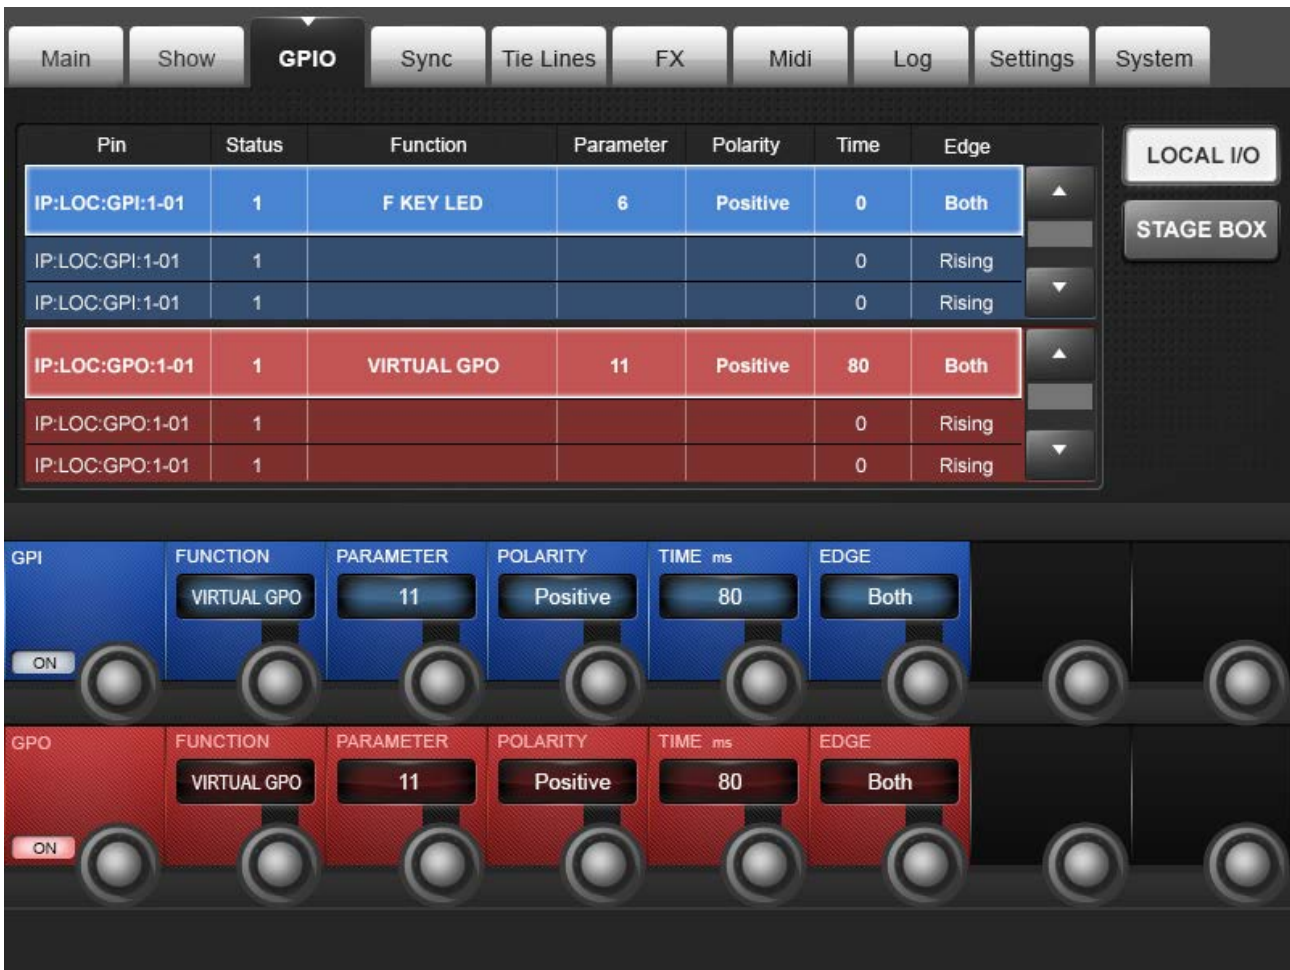 Main Show GPIO Sync Tie Lines FX Midi Log Settings System
Pin Status Function Parameter Polarity Time Edge
LOCAL I/O
IP:LOC:GPI:1-01 1 F KEY LED 6 Positive 0 Both
STAGE BOX
IP:LOC:GPI:1-01 1 0 Rising
IP:LOC:GPI:1-01 1 0 Rising
IP:LOC:GPO:1-01 1 VIRTUAL GPO 11 Positive 80 Both
IP:LOC:GPO:1-01 1 0 Rising
IP:LOC:GPO:1-01 1 0 Rising
GPI FUNCTION PARAMETER POLARITY TIME ms EDGE
VIRTUAL GPO 11 Positive 80 Both
ON
GPO FUNCTION PARAMETER POLARITY TIME ms EDGE
VIRTUAL GPO 11 Positive 80 Both
ON